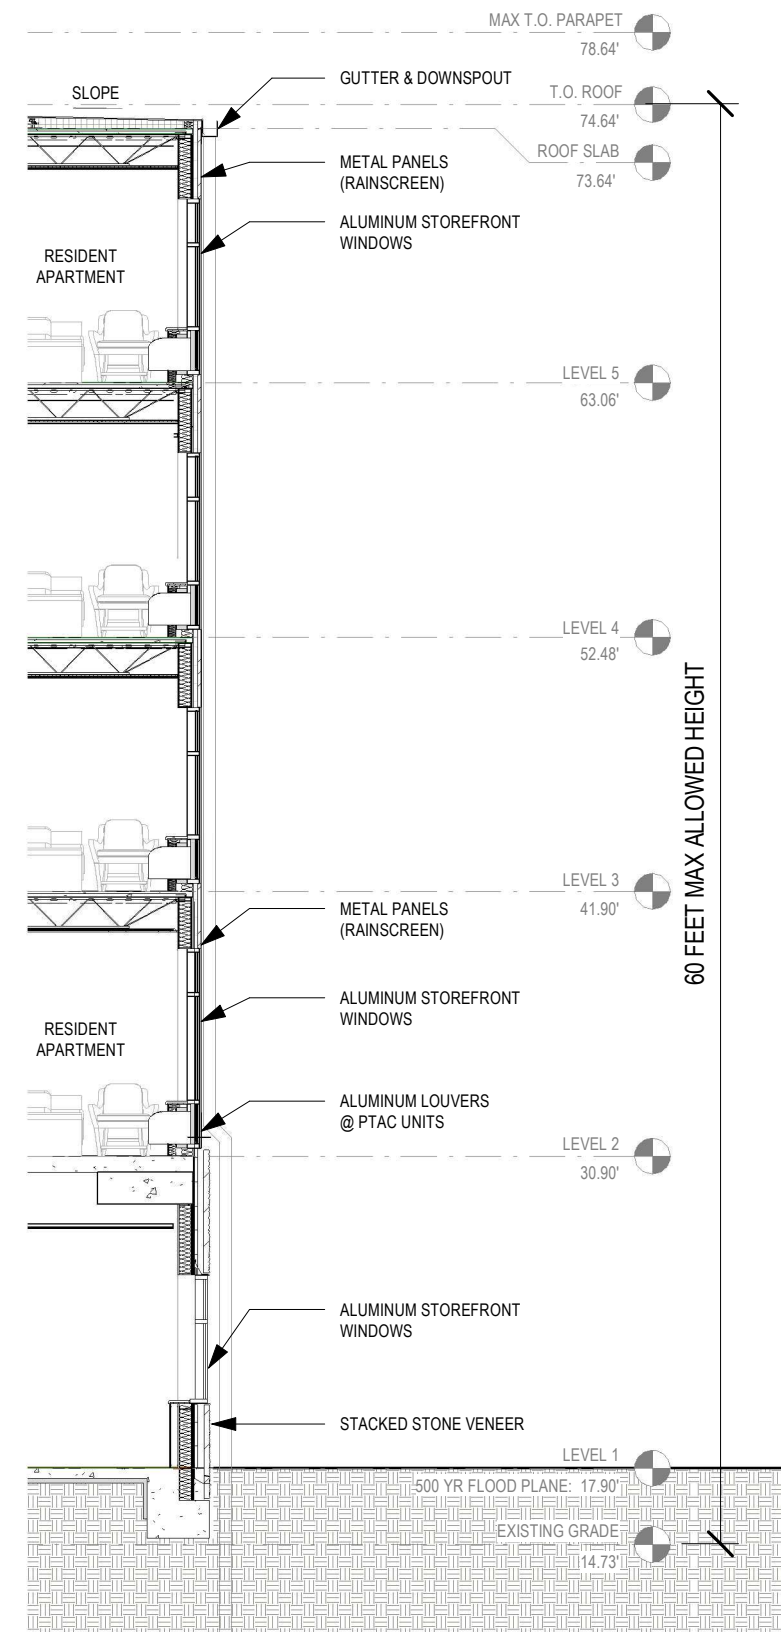 MAX T.O. PARAPET
78.64'
GUTTER & DOWNSPOUT
SLOPE
T.O. ROOF
74.64'
ROOF SLAB
73.64'
METAL PANELS
(RAINSCREEN)
ALUMINUM STOREFRONT
WINDOWS
RESIDENT
APARTMENT
LEVEL 5
63.06'
LEVEL 4
52.48'
60 FEET MAX ALLOWED HEIGHT
LEVEL 3
41.90'
METAL PANELS
(RAINSCREEN)
ALUMINUM STOREFRONT
WINDOWS
RESIDENT
APARTMENT
ALUMINUM LOUVERS
@ PTAC UNITS
LEVEL 2
30.90'
ALUMINUM STOREFRONT
WINDOWS
STACKED STONE VENEER
LEVEL 1
500 YR FLOOD PLANE: 17.90'
EXISTING GRADE
14.73'